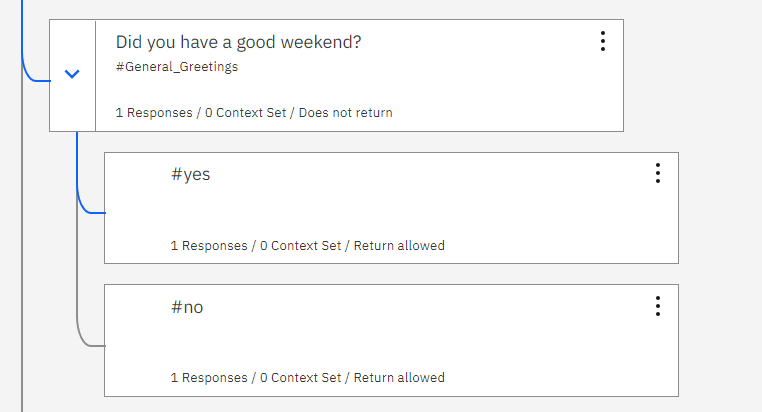 Did you have a good weekend?
#General_Greetings
1 Responses / 0 Context Set / Does not return
#yes
1 Responses / 0 Context Set / Return allowed
#no
1 Responses / 0 Context Set / Return allowed